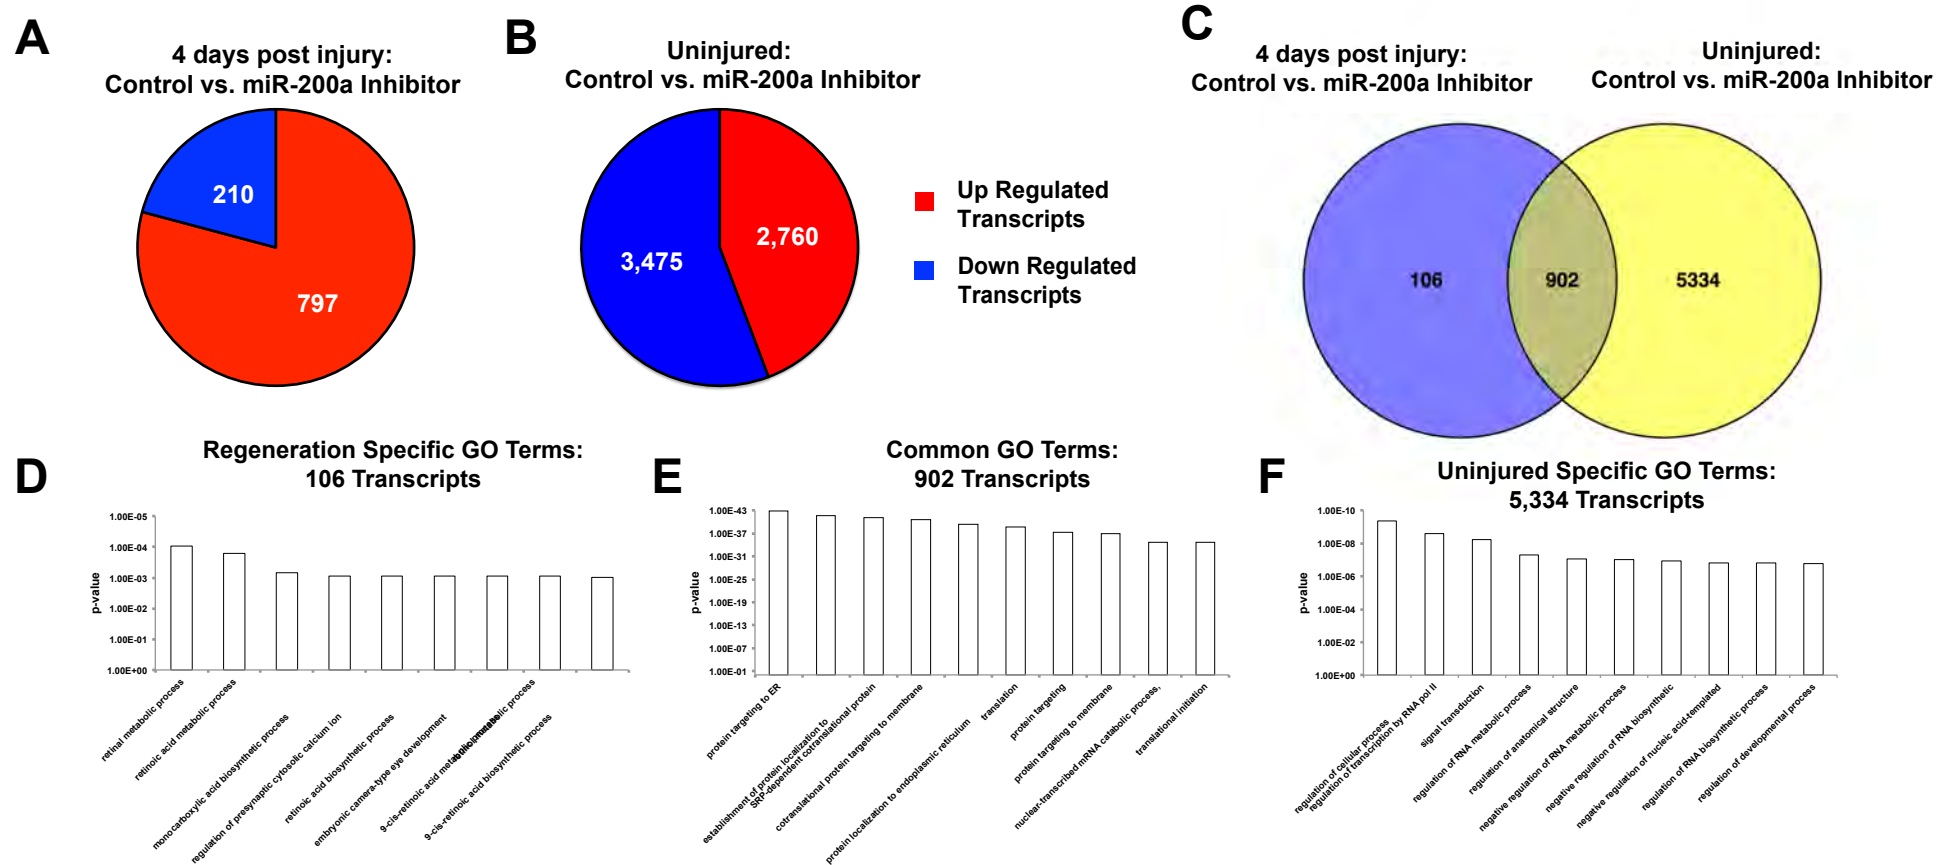 A
4 days post injury:
Control vs. miR-200a Inhibitor
210
797
B
Uninjured:
Control vs. miR-200a Inhibitor
3,475
2,760
Up Regulated
Transcripts
Down Regulated
Transcripts
C
4 days post injury:
Control vs. miR-200a Inhibitor
Uninjured:
Control vs. miR-200a Inhibitor
106
902
5334
D
Regeneration Specific GO Terms:
106 Transcripts
p-value
1.00E-05
1.00E-04
1.00E-03
1.00E-02
1.00E-01
1.00E+00
retinal metabolic process
retinoic acid metabolic process
monocarboxylic acid biosynthetic process
regulation of presynaptic cytosolic calcium ion
retinoic acid biosynthetic process
embryonic camera-type eye development
9-cis-retinoic acid metabolic process
metabolic process
9-cis-retinoic acid biosynthetic process
E
Common GO Terms:
902 Transcripts
p-value
1.00E-43
1.00E-37
1.00E-31
1.00E-25
1.00E-19
1.00E-13
1.00E-07
1.00E-01
protein targeting to ER
establishment of protein localization to
SRP-dependent cotranslational protein
cotranslational protein targeting to membrane
protein localization to endoplasmic reticulum
translation
protein targeting
protein targeting to membrane
nuclear-transcribed mRNA catabolic process,
translational initiation
F
Uninjured Specific GO Terms:
5,334 Transcripts
p-value
1.00E-10
1.00E-08
1.00E-06
1.00E-04
1.00E-02
1.00E+00
regulation of cellular process
regulation of transcription by RNA pol II
signal transduction
regulation of RNA metabolic process
regulation of anatomical structure
negative regulation of RNA metabolic process
negative regulation of RNA biosynthetic
negative regulation of nucleic acid-templated
regulation of RNA biosynthetic process
regulation of developmental process